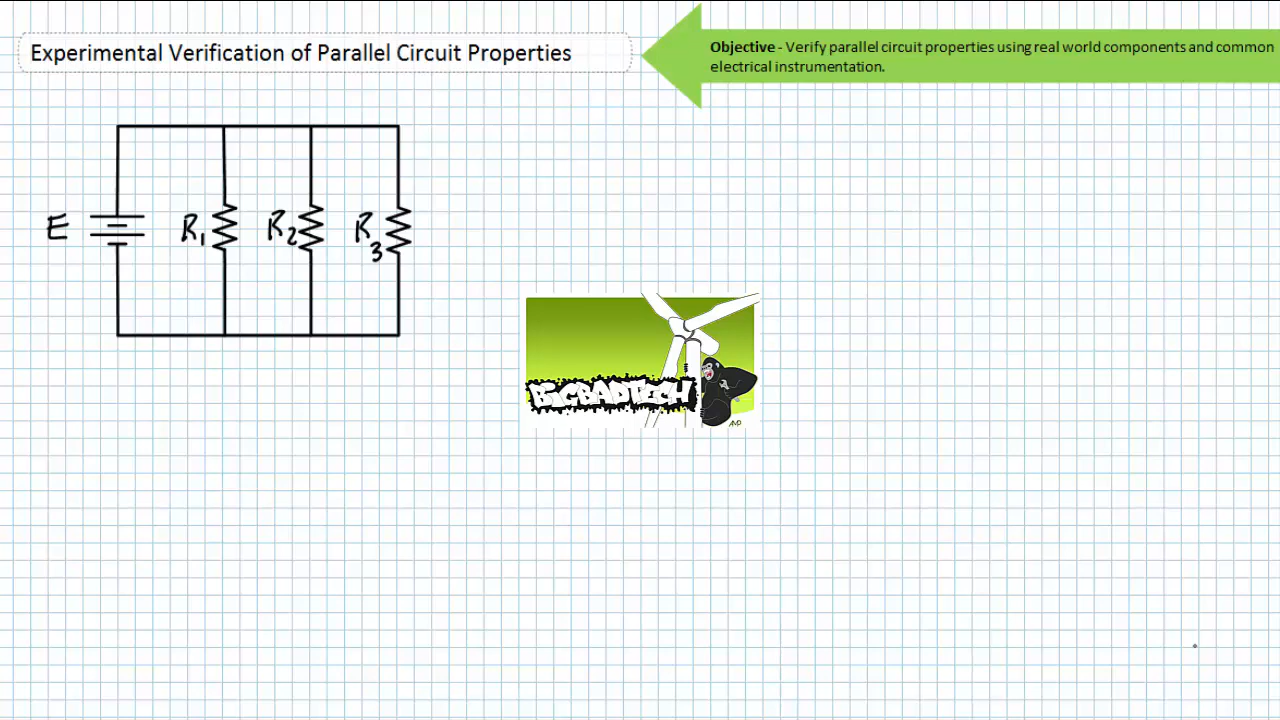 Experimental Verification of Parallel Circuit Properties
Objective - Verify parallel circuit properties using real world components and common
electrical instrumentation.
E
R1
R2
R3
BIGBADTECH